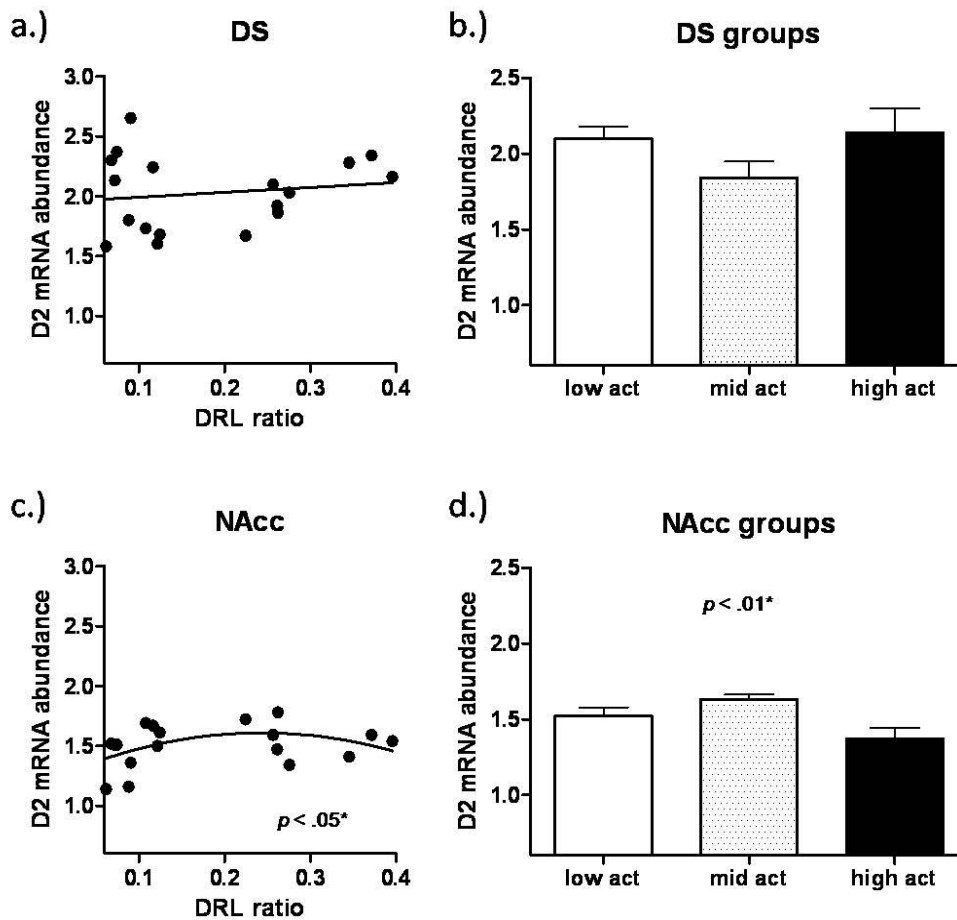 a.)
DS
D2 mRNA abundance
3.0
2.5
2.0
1.5
1.0
0.1 0.2 0.3 0.4
DRL ratio
b.)
DS groups
D2 mRNA abundance
2.5
2.0
1.5
1.0
low act mid act high act
c.)
NAcc
D2 mRNA abundance
3.0
2.5
2.0
1.5
1.0
p < .05*
0.1 0.2 0.3 0.4
DRL ratio
d.)
NAcc groups
D2 mRNA abundance
2.5
2.0
1.5
1.0
p < .01*
low act mid act high act